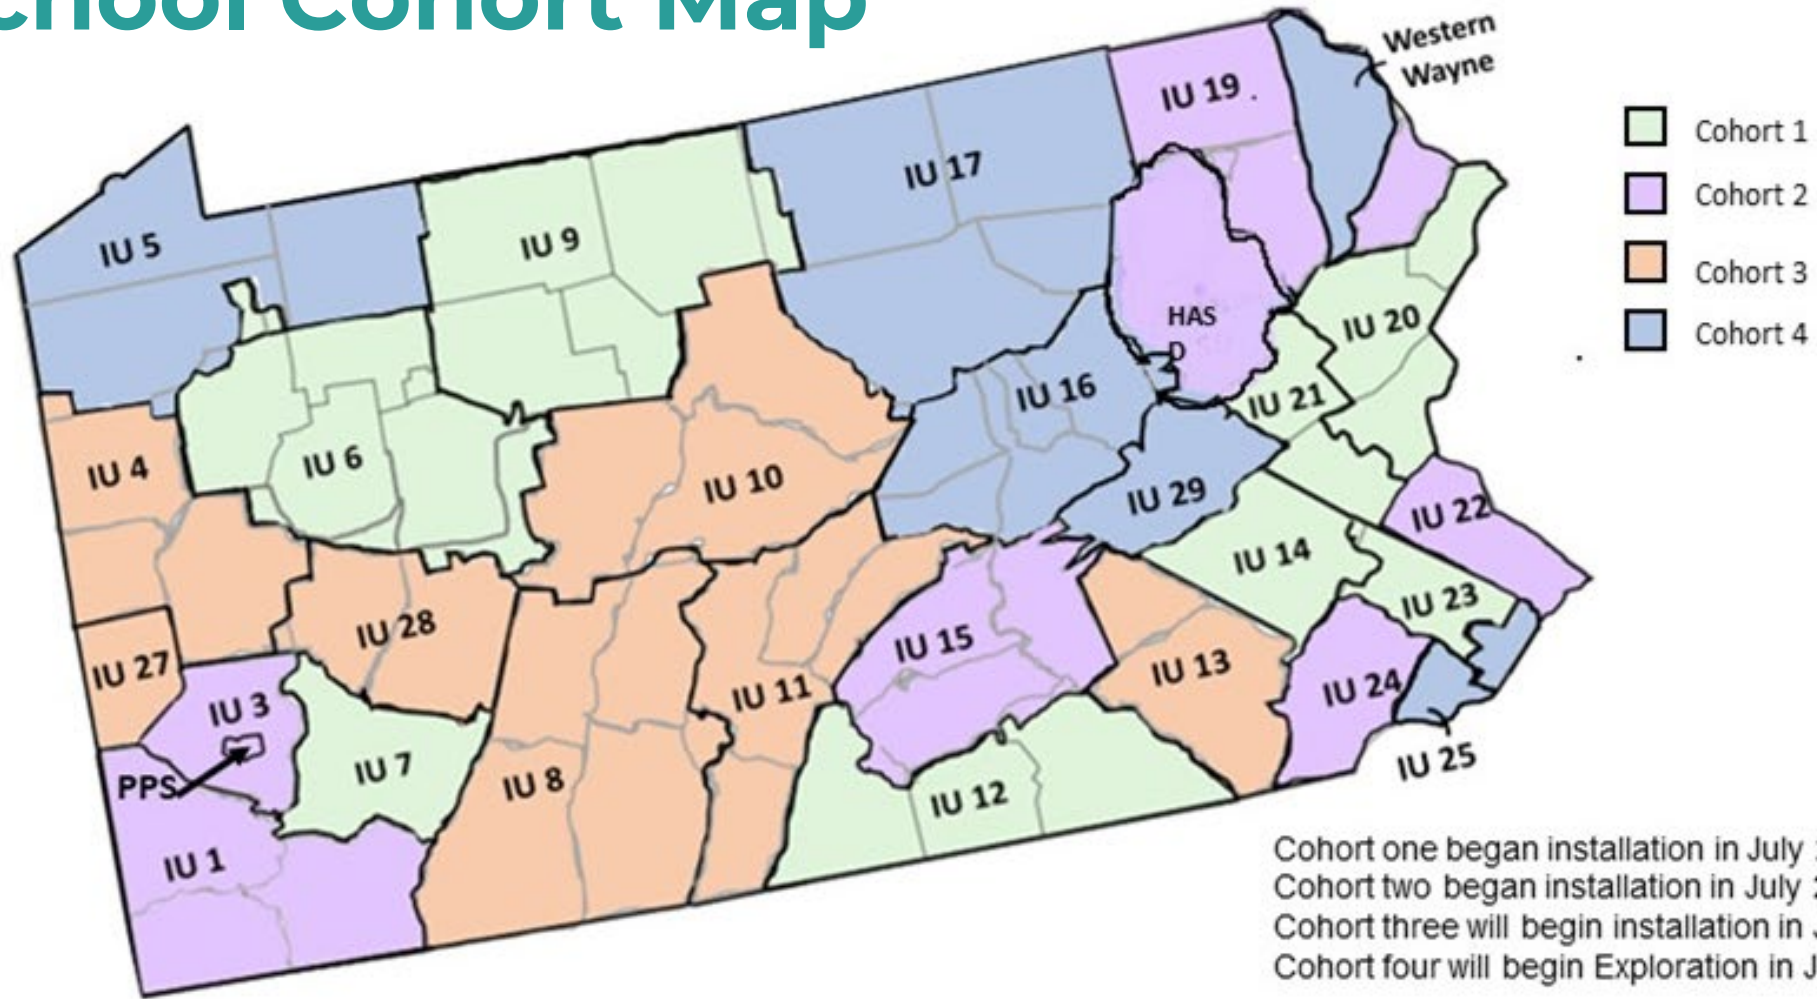 chool Cohort Map
Western
Wayne
IU 19 .
Cohort 1
IU 17
Cohort 2
IU 5
IU 9
Cohort 3
HAS
D
IU 20
Cohort 4
IU 16
IU 21
IU 4
IU 6
IU 10
IU 29
IU 22
IU 14
IU 23
IU 28
IU 15
IU 27
IU 13
IU 24
IU 3
IU 11
PPS
IU 7
IU 8
IU 25
IU 12
IU 1
Cohort one began installation in July
Cohort two began installation in July
Cohort three will begin installation in
Cohort four will begin Exploration in J